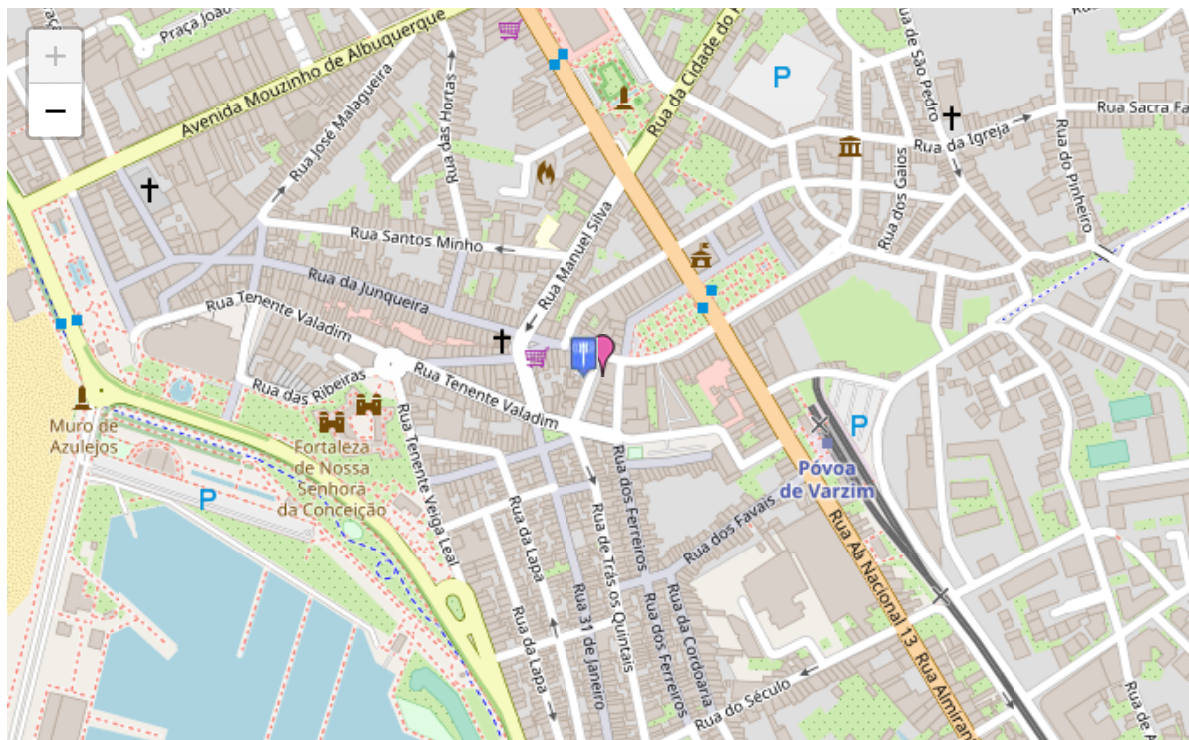 Praça João
Avenida Mouzinho de Albuquerque
Rua José Malagueira
Rua das Hortas
Rua da Cidade do
P
Rua de São Pedro
Rua Sacra Fa
Rua da Igreja
Rua do Pinheiro
Rua dos Gaios
Rua Santos Minho
Rua Manuel Silva
Rua da Junqueira
Rua Tenente Valadim
Rua das Ribeiras
Rua Tenente Valadim
Muro de
Azulejos
Fortaleza
de Nossa
Senhora
da Conceição
P
Rua Tenente Veiga Leal
Rua da Lapa
Rua da Lapa
Rua 31 de Janeiro
Rua de Trás os Quintais
Rua dos Ferreiros
Rua dos Ferreiros
Rua dos Favais
Rua da Cordoaria
Rua do Século
P
Póvoa
de Varzim
Nacional 13
Rua Almiran
Rua de A